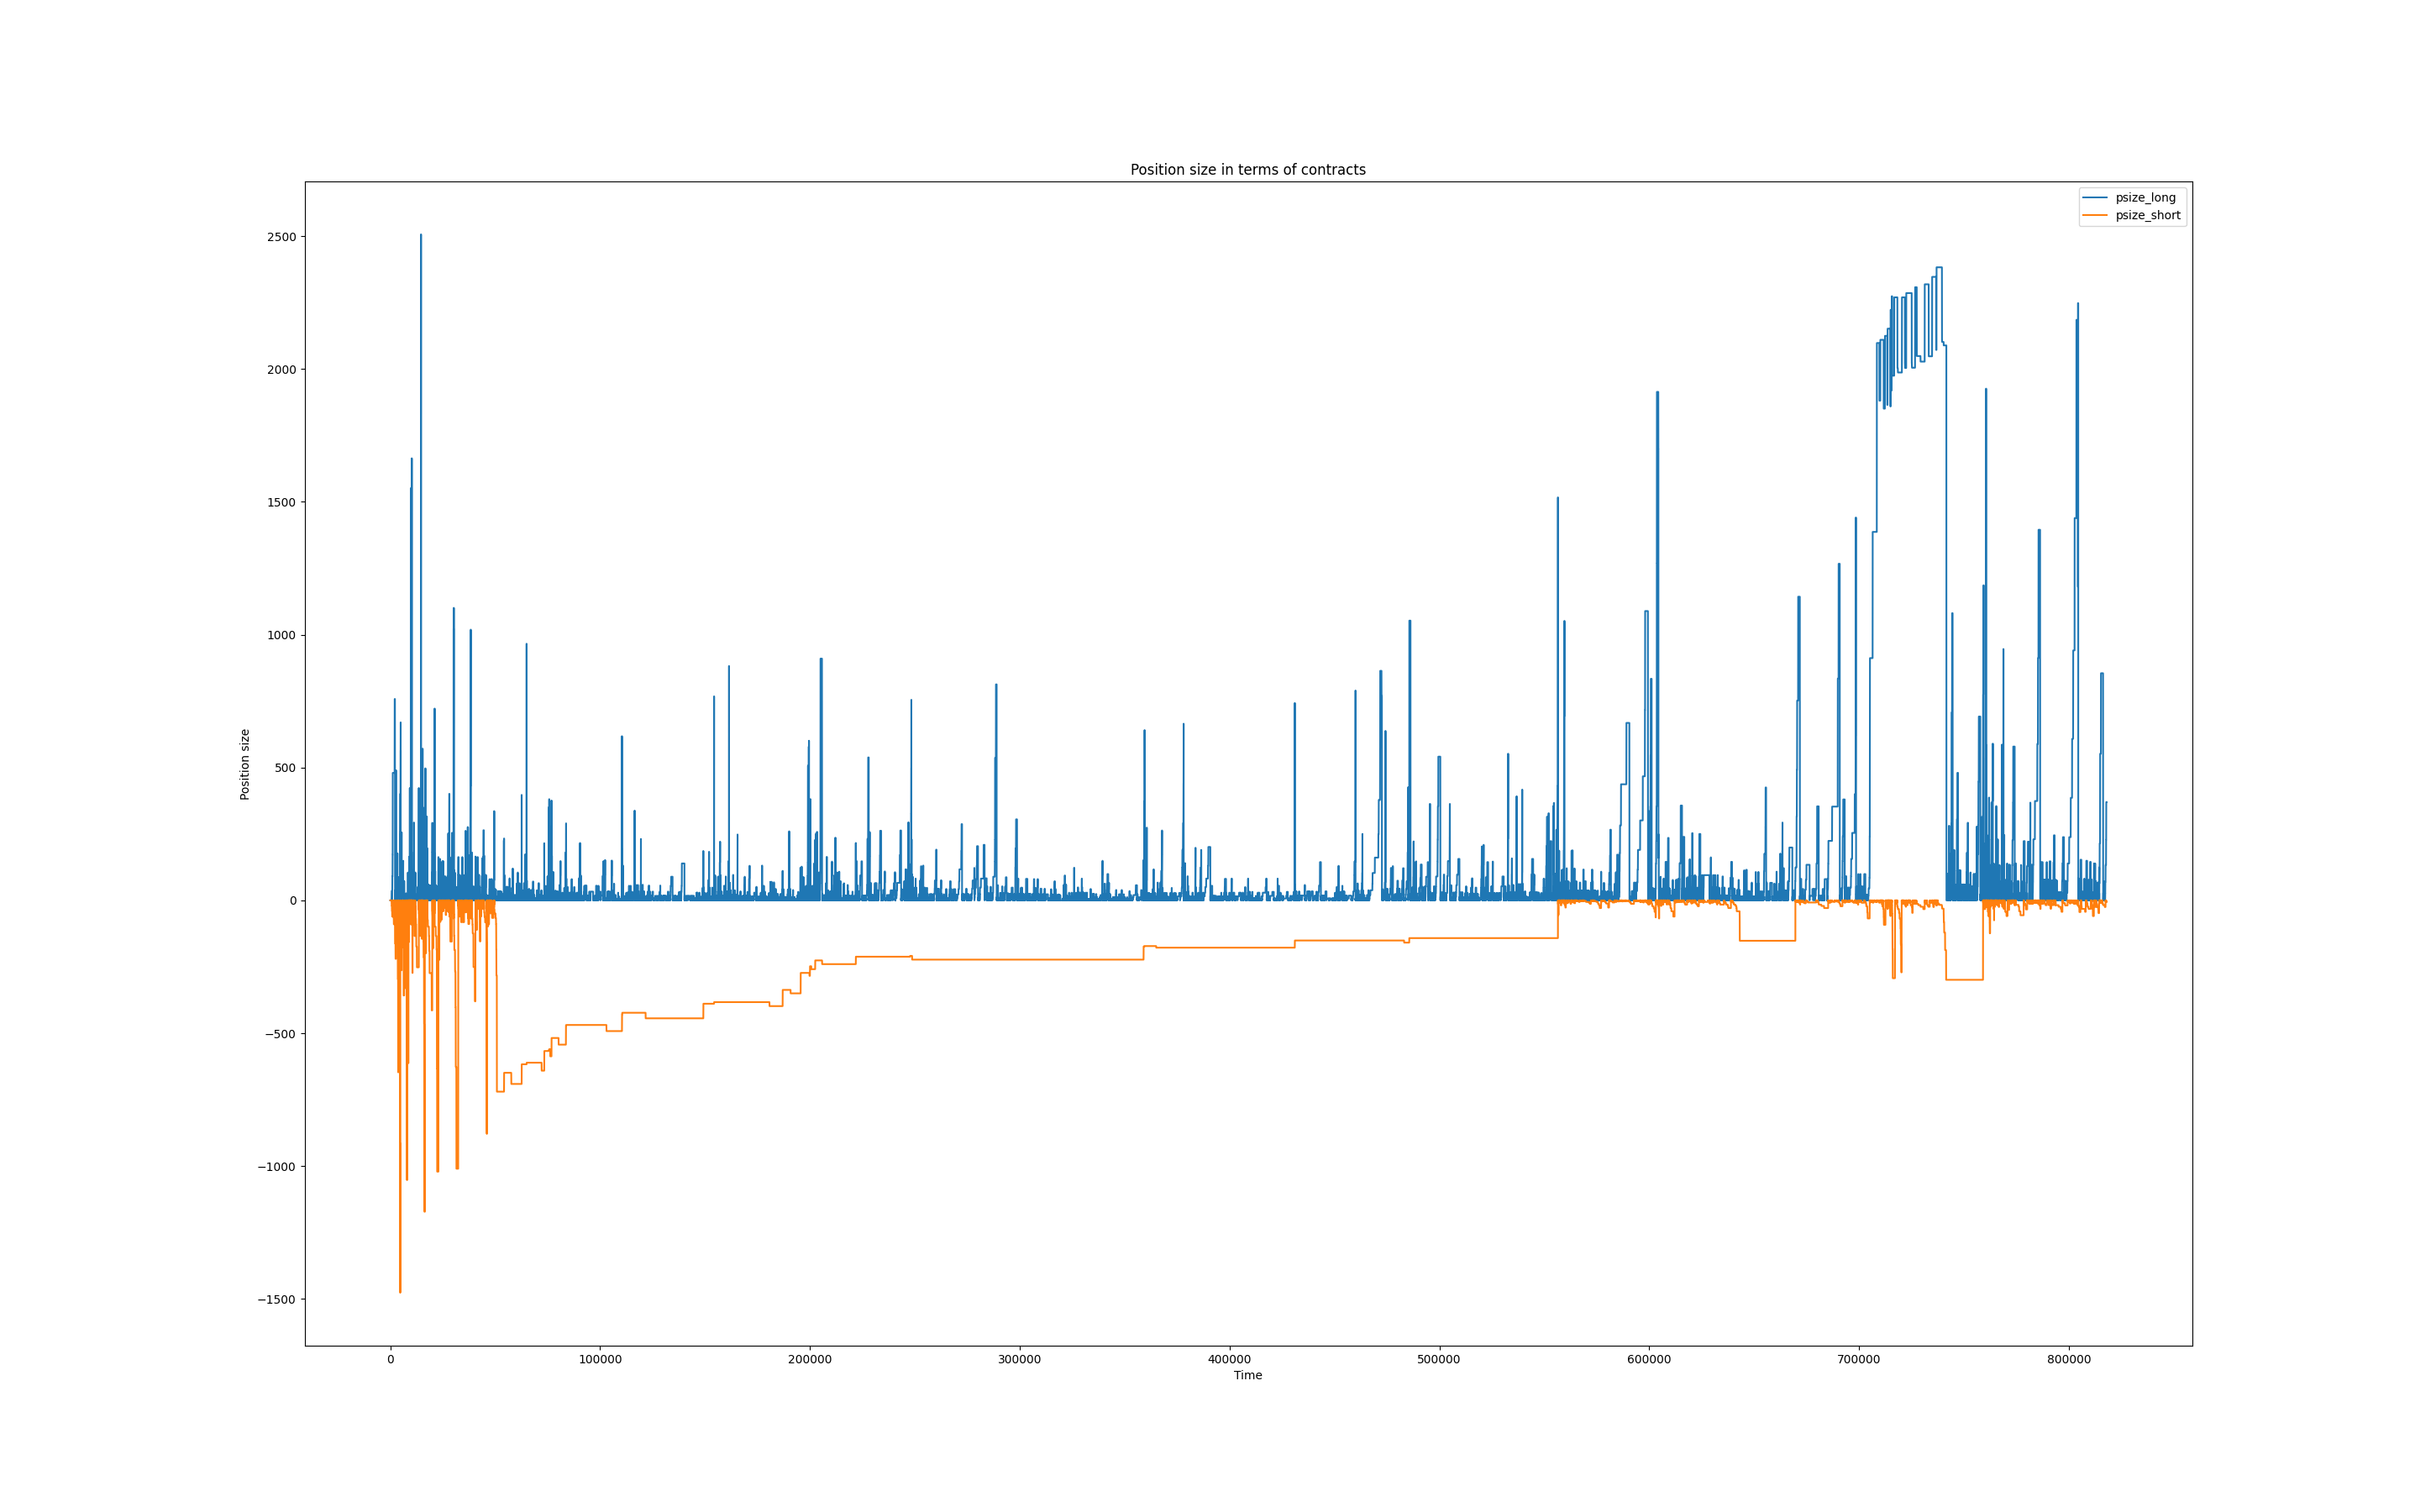 Position size in terms of contracts
psize_long
psize_short
2500
2000
1500
1000
500
0
−500
−1000
−1500
Position size
0 100000 200000 300000 400000 500000 600000 700000 800000
Time